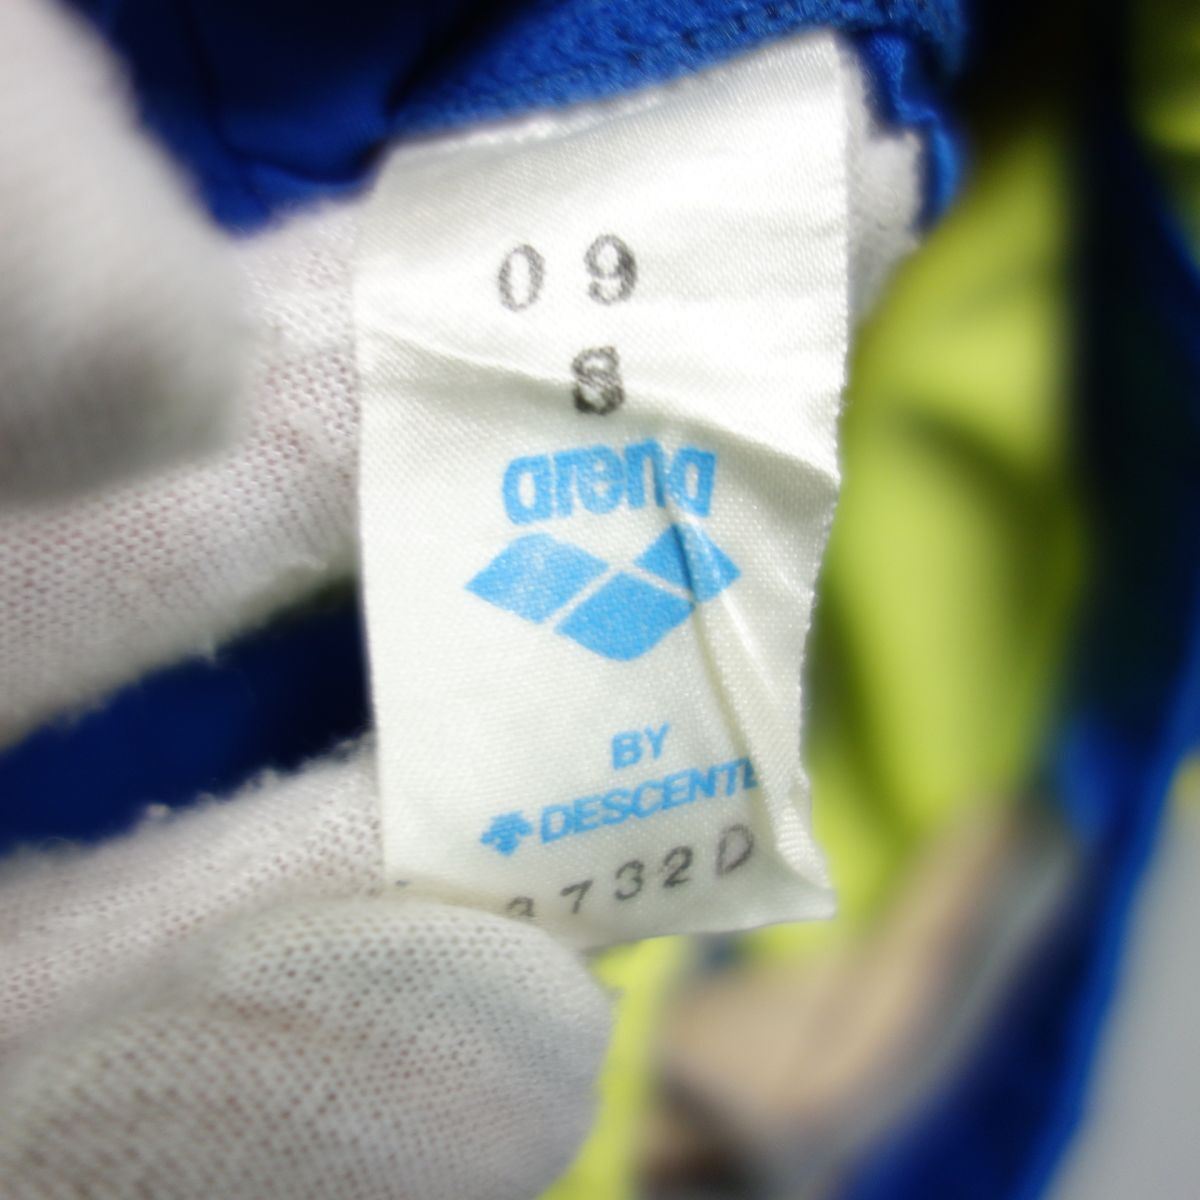 09
S
arena
BY
DESCENTE
3732D